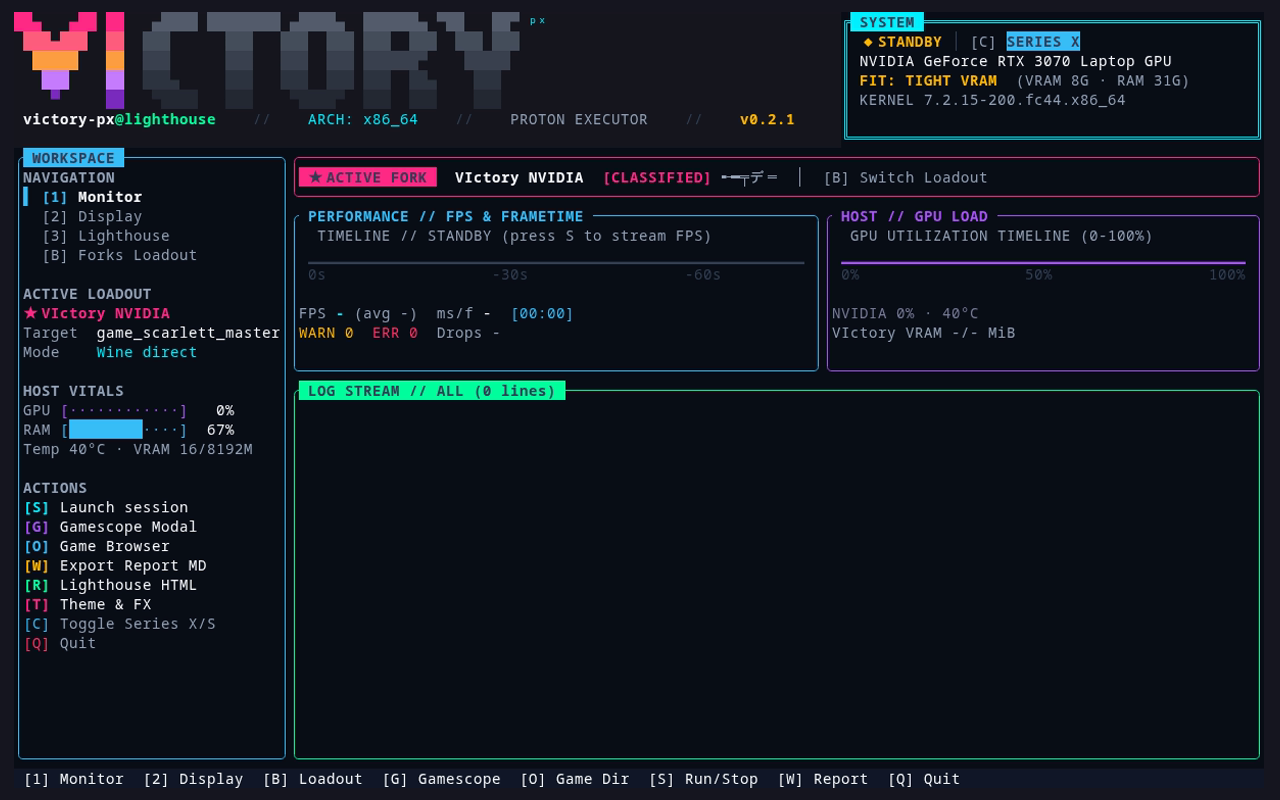 VICTORY px
victory-px@lighthouse // ARCH: x86_64 // PROTON EXECUTOR // v0.2.1
SYSTEM
◆ STANDBY │ [C] SERIES X
NVIDIA GeForce RTX 3070 Laptop GPU
FIT: TIGHT VRAM (VRAM 8G · RAM 31G)
KERNEL 7.2.15-200.fc44.x86_64
WORKSPACE
NAVIGATION
[1] Monitor
[2] Display
[3] Lighthouse
[B] Forks Loadout
ACTIVE LOADOUT
★ VIctory NVIDIA
Target game_scarlett_master
Mode Wine direct
HOST VITALS
GPU [············] 0%
RAM [████████····] 67%
Temp 40°C · VRAM 16/8192M
ACTIONS
[S] Launch session
[G] Gamescope Modal
[O] Game Browser
[W] Export Report MD
[R] Lighthouse HTML
[T] Theme & FX
[C] Toggle Series X/S
[Q] Quit
★ ACTIVE FORK VIctory NVIDIA [CLASSIFIED] ╾━╤デ═ │ [B] Switch Loadout
PERFORMANCE // FPS & FRAMETIME
TIMELINE // STANDBY (press S to stream FPS)
0s -30s -60s
FPS - (avg -) ms/f - [00:00]
WARN 0 ERR 0 Drops -
HOST // GPU LOAD
GPU UTILIZATION TIMELINE (0-100%)
0% 50% 100%
NVIDIA 0% · 40°C
VIctory VRAM -/- MiB
LOG STREAM // ALL (0 lines)
[1] Monitor [2] Display [B] Loadout [G] Gamescope [O] Game Dir [S] Run/Stop [W] Report [Q] Quit